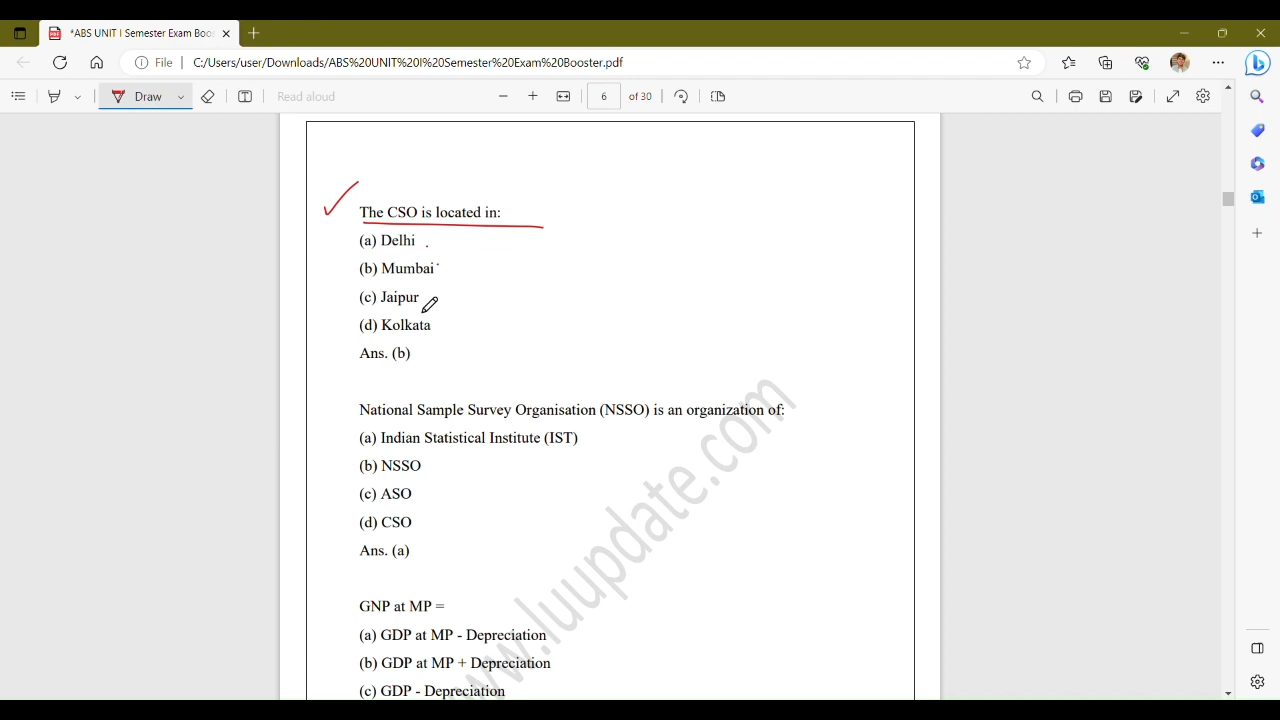 *ABS UNIT I Semester Exam Boo
File | C:/Users/user/Downloads/ABS%20UNIT%20I%20Semester%20Exam%20Booster.pdf
Draw
Read aloud
6 of 30
The CSO is located in:
(a) Delhi
(b) Mumbai
(c) Jaipur
(d) Kolkata
Ans. (b)
National Sample Survey Organisation (NSSO) is an organization of:
(a) Indian Statistical Institute (IST)
(b) NSSO
(c) ASO
(d) CSO
Ans. (a)
GNP at MP =
(a) GDP at MP - Depreciation
(b) GDP at MP + Depreciation
(c) GDP - Depreciation
www.luupdate.com